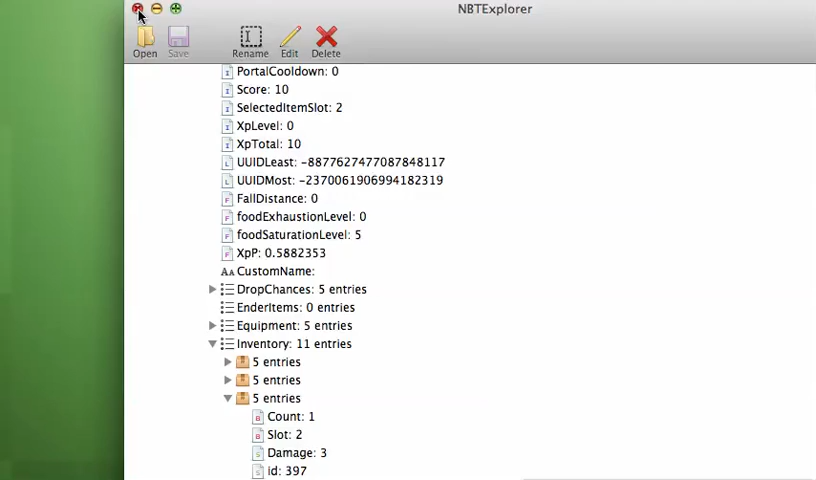 NBTExplorer
Open Save Rename Edit Delete
PortalCooldown: 0
Score: 10
SelectedItemSlot: 2
XpLevel: 0
XpTotal: 10
UUIDLeast: -8877627477087848117
UUIDMost: -2370061906994182319
FallDistance: 0
foodExhaustionLevel: 0
foodSaturationLevel: 5
XpP: 0.5882353
CustomName:
DropChances: 5 entries
EnderItems: 0 entries
Equipment: 5 entries
Inventory: 11 entries
5 entries
5 entries
5 entries
Count: 1
Slot: 2
Damage: 3
id: 397